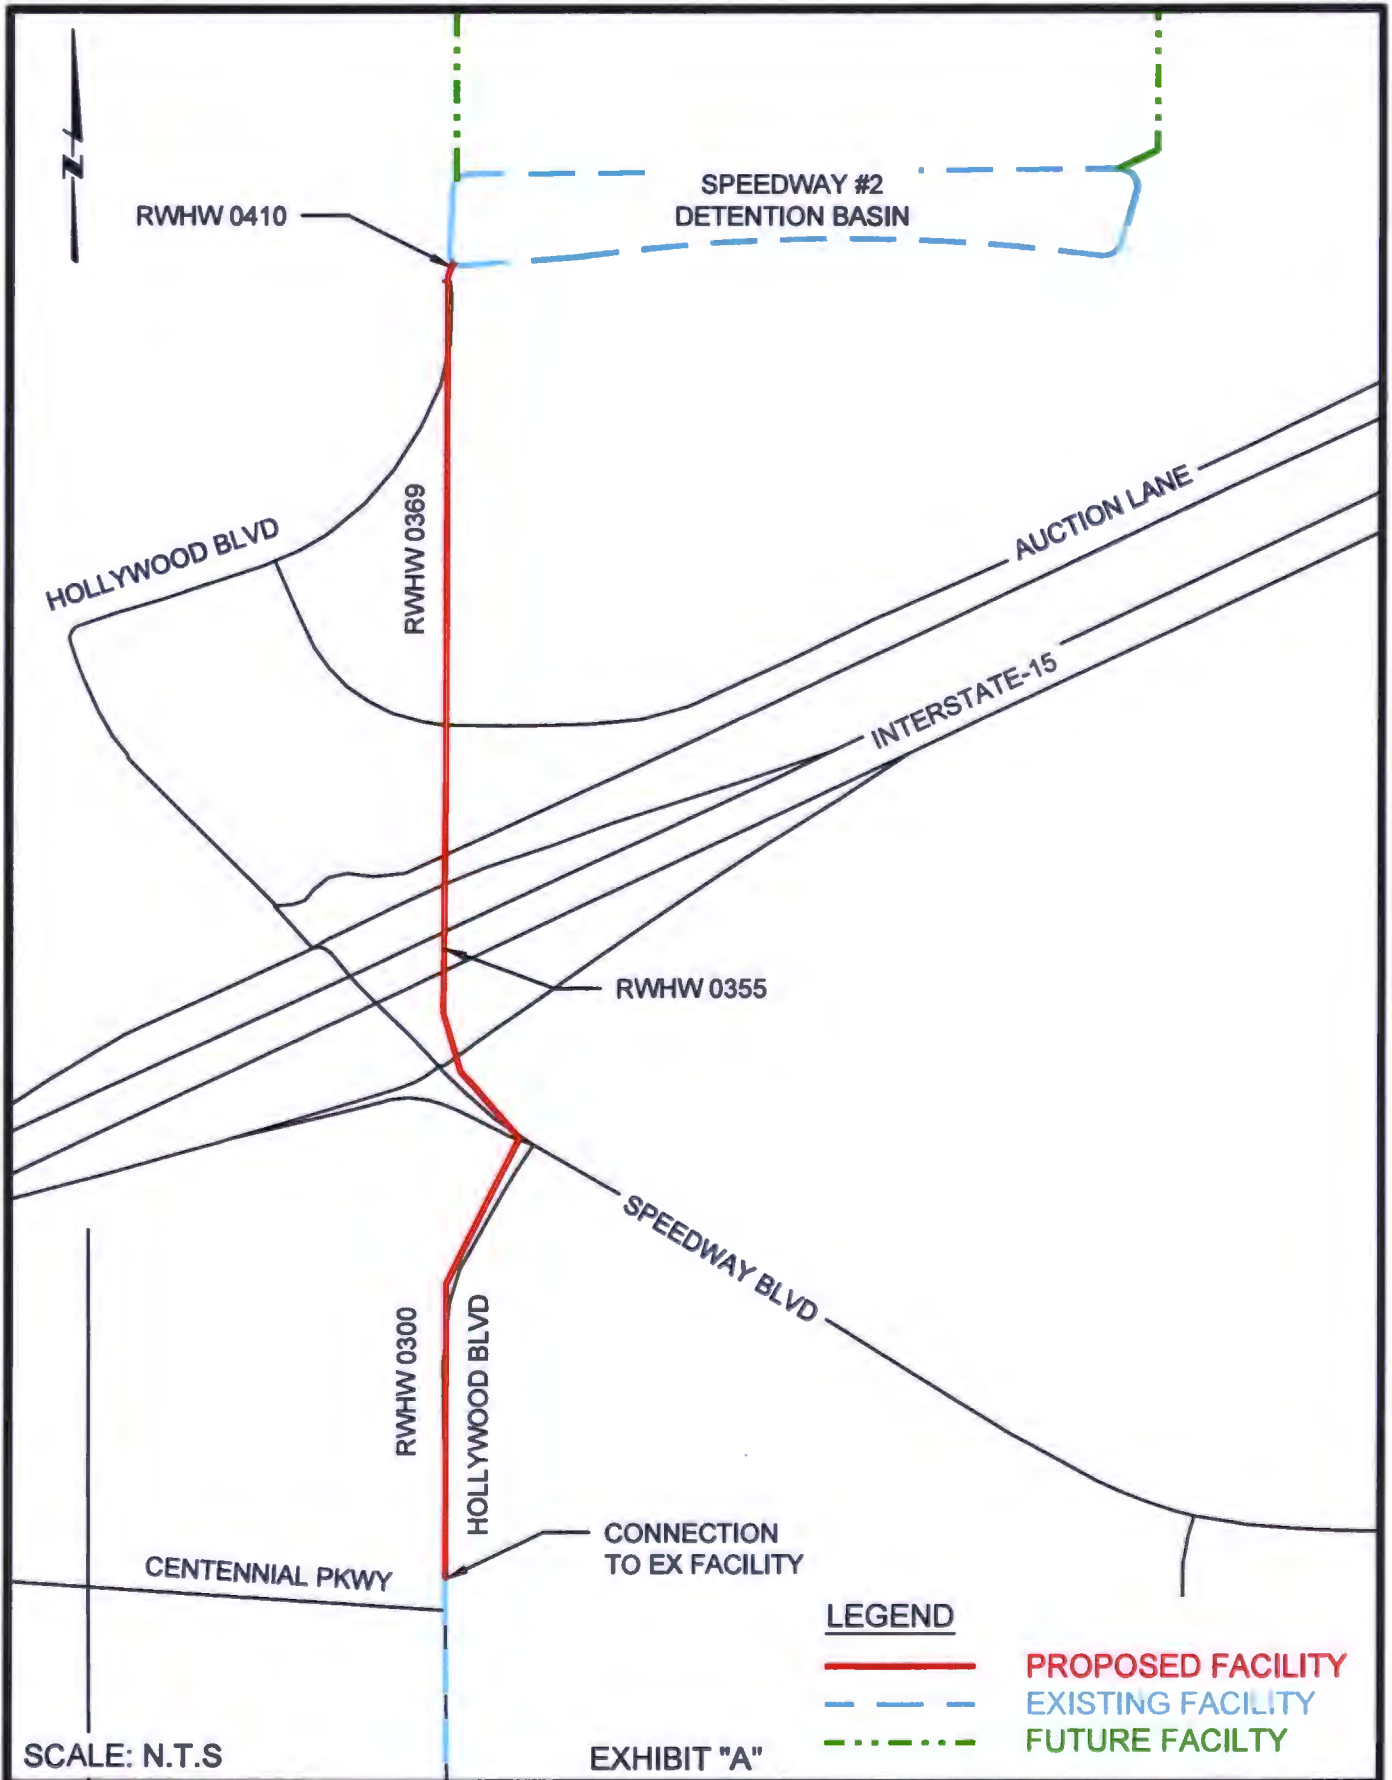 N
SPEEDWAY #2
DETENTION BASIN
RWHW 0410
RWHW 0369
AUCTION LANE
HOLLYWOOD BLVD
INTERSTATE-15
RWHW 0355
SPEEDWAY BLVD
RWHW 0300
HOLLYWOOD BLVD
CONNECTION
TO EX FACILITY
CENTENNIAL PKWY
LEGEND
PROPOSED FACILITY
EXISTING FACILITY
FUTURE FACILTY
SCALE: N.T.S
EXHIBIT "A"